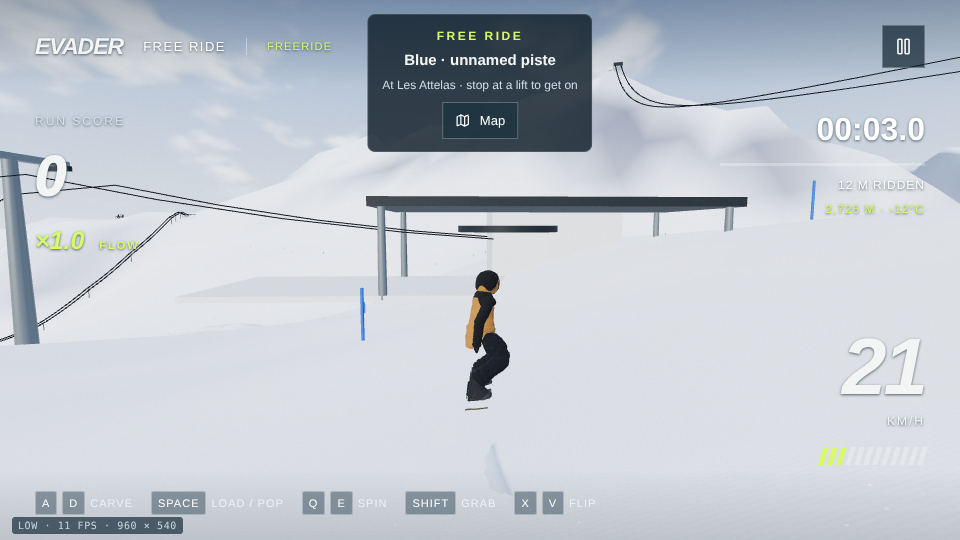 EVADER FREE RIDE FREERIDE
FREE RIDE
Blue · unnamed piste
At Les Attelas · stop at a lift to get on
Map
RUN SCORE
0
×1.0 FLOW
00:03.0
12 M RIDDEN
2,726 M · -12°C
21
KM/H
A D CARVE SPACE LOAD / POP Q E SPIN SHIFT GRAB X V FLIP
LOW · 11 FPS · 960 × 540